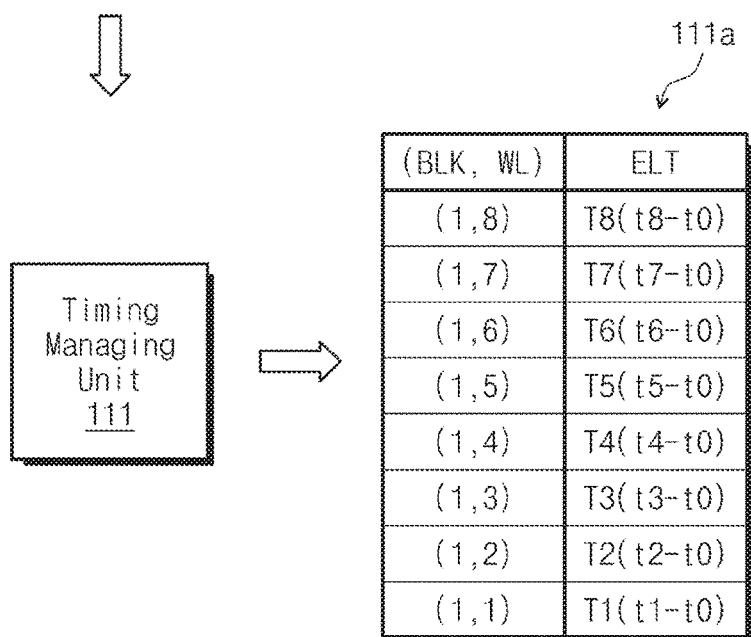 111a
(BLK, WL) ELT
(1,8) T8(t8-t0)
(1,7) T7(t7-t0)
(1,6) T6(t6-t0)
(1,5) T5(t5-t0)
(1,4) T4(t4-t0)
(1,3) T3(t3-t0)
(1,2) T2(t2-t0)
(1,1) T1(t1-t0)
Timing
Managing
Unit
111